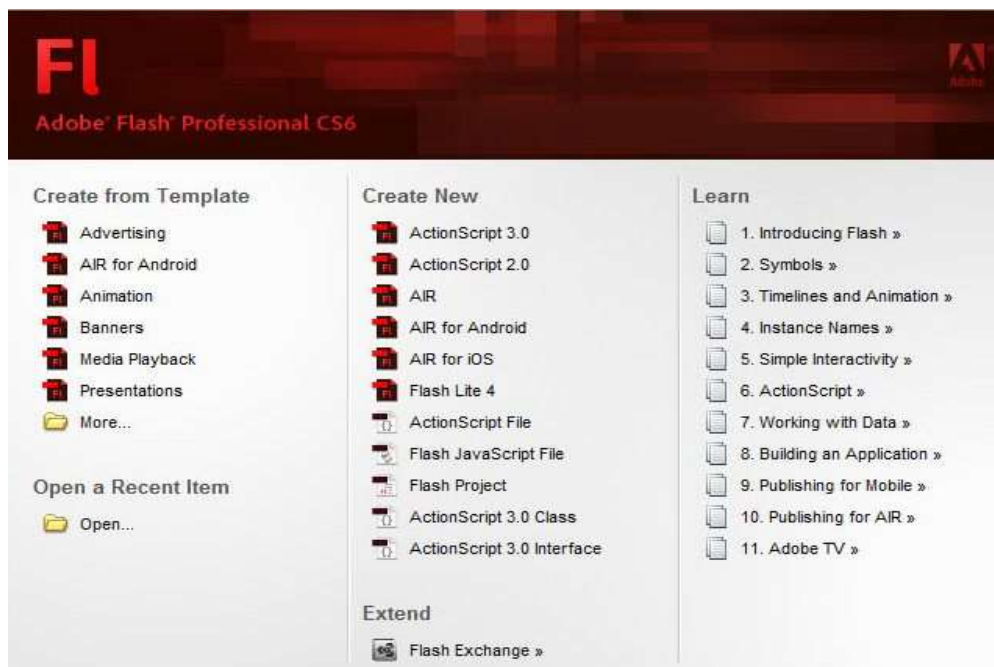 Fl
Adobe
Adobe® Flash® Professional CS6
Create from Template
Advertising
AIR for Android
Animation
Banners
Media Playback
Presentations
More...
Open a Recent Item
Open...
Create New
ActionScript 3.0
ActionScript 2.0
AIR
AIR for Android
AIR for iOS
Flash Lite 4
ActionScript File
Flash JavaScript File
Flash Project
ActionScript 3.0 Class
ActionScript 3.0 Interface
Extend
Flash Exchange »
Learn
1. Introducing Flash »
2. Symbols »
3. Timelines and Animation »
4. Instance Names »
5. Simple Interactivity »
6. ActionScript »
7. Working with Data »
8. Building an Application »
9. Publishing for Mobile »
10. Publishing for AIR »
11. Adobe TV »